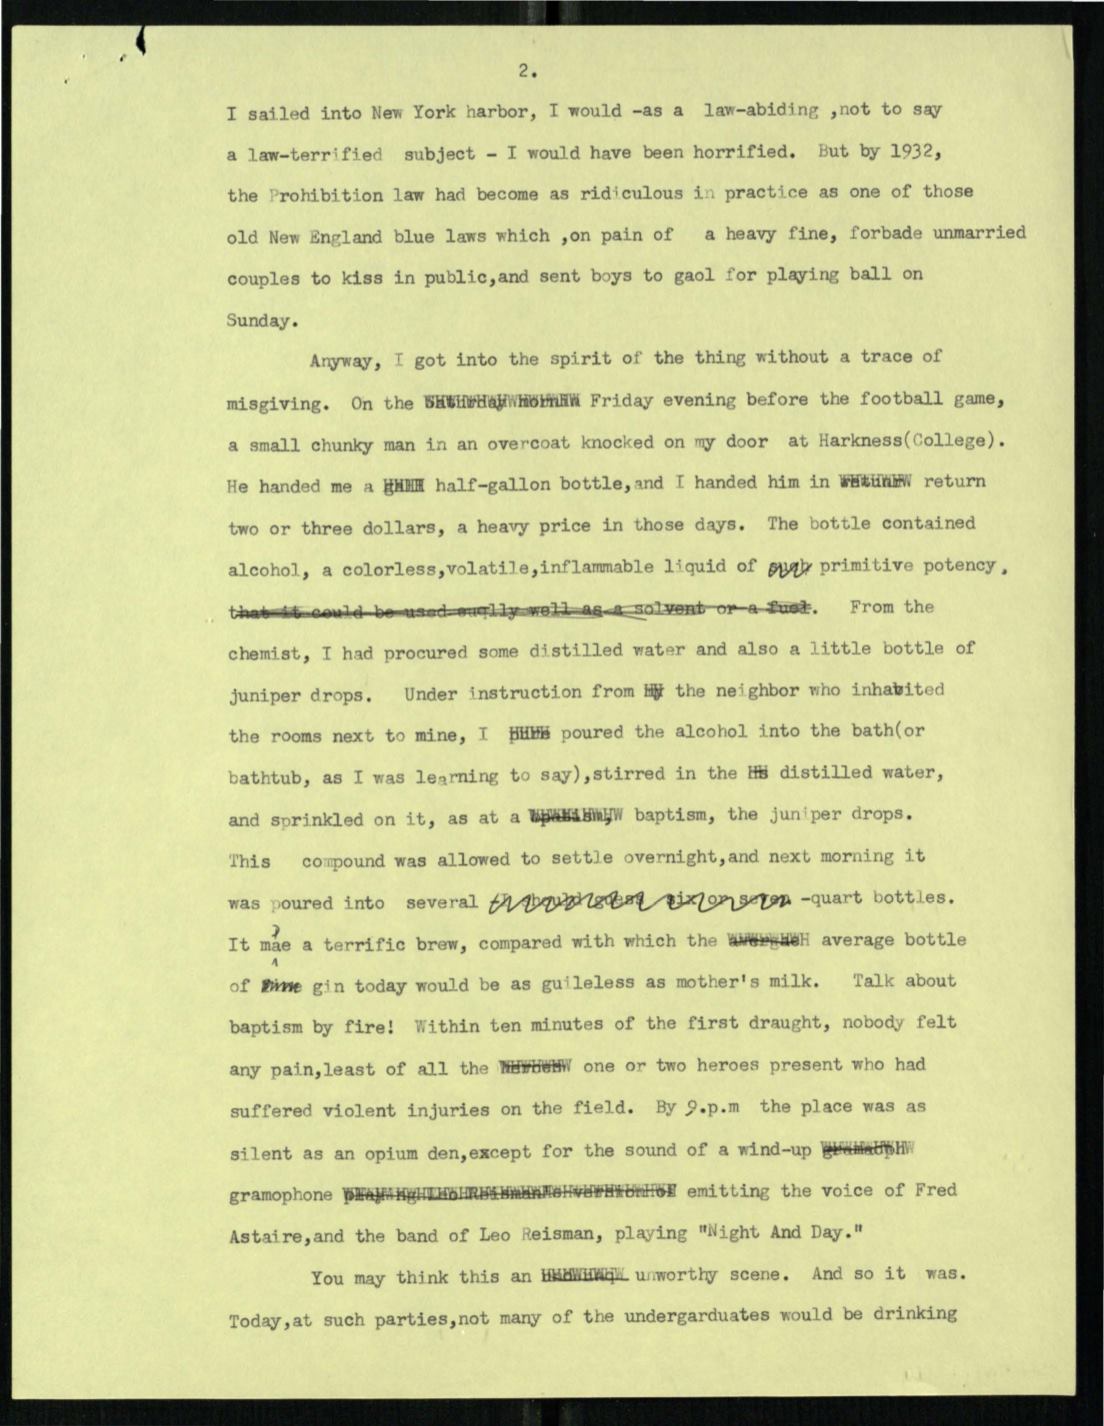 2.
I sailed into New York harbor, I would -as a law-abiding ,not to say
a law-terrified subject - I would have been horrified. But by 1932,
the Prohibition law had become as ridiculous in practice as one of those
old New England blue laws which ,on pain of a heavy fine, forbade unmarried
couples to kiss in public,and sent boys to gaol for playing ball on
Sunday.
Anyway, I got into the spirit of the thing without a trace of
misgiving. On the Friday evening before the football game,
a small chunky man in an overcoat knocked on my door at Harkness(College).
He handed me a half-gallon bottle,and I handed him in return
two or three dollars, a heavy price in those days. The bottle contained
alcohol, a colorless,volatile,inflammable liquid of such primitive potency.
that it could be used euqlly well as a solvent or a fuel. From the
chemist, I had procured some distilled water and also a little bottle of
juniper drops. Under instruction from the neighbor who inhabited
the rooms next to mine, I poured the alcohol into the bath(or
bathtub, as I was learning to say),stirred in the distilled water,
and sprinkled on it, as at a baptism, the juniper drops.
This compound was allowed to settle overnight,and next morning it
was poured into several six or seven -quart bottles.
It mae a terrific brew, compared with which the average bottle
of gin today would be as guileless as mother's milk. Talk about
baptism by fire! Within ten minutes of the first draught, nobody felt
any pain,least of all the one or two heroes present who had
suffered violent injuries on the field. By 9.p.m the place was as
silent as an opium den,except for the sound of a wind-up
gramophone emitting the voice of Fred
Astaire,and the band of Leo Reisman, playing "Night And Day."
You may think this an unworthy scene. And so it was.
Today,at such parties,not many of the undergarduates would be drinking